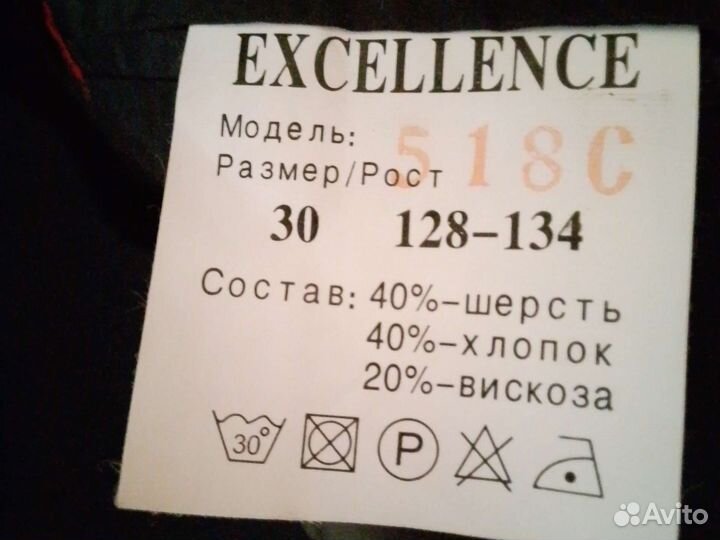 EXCELLENCE
Модель: 518C
Размер/Рост
30 128-134
Состав: 40%-шерсть
40%-хлопок
20%-вискоза
30° P
Avito